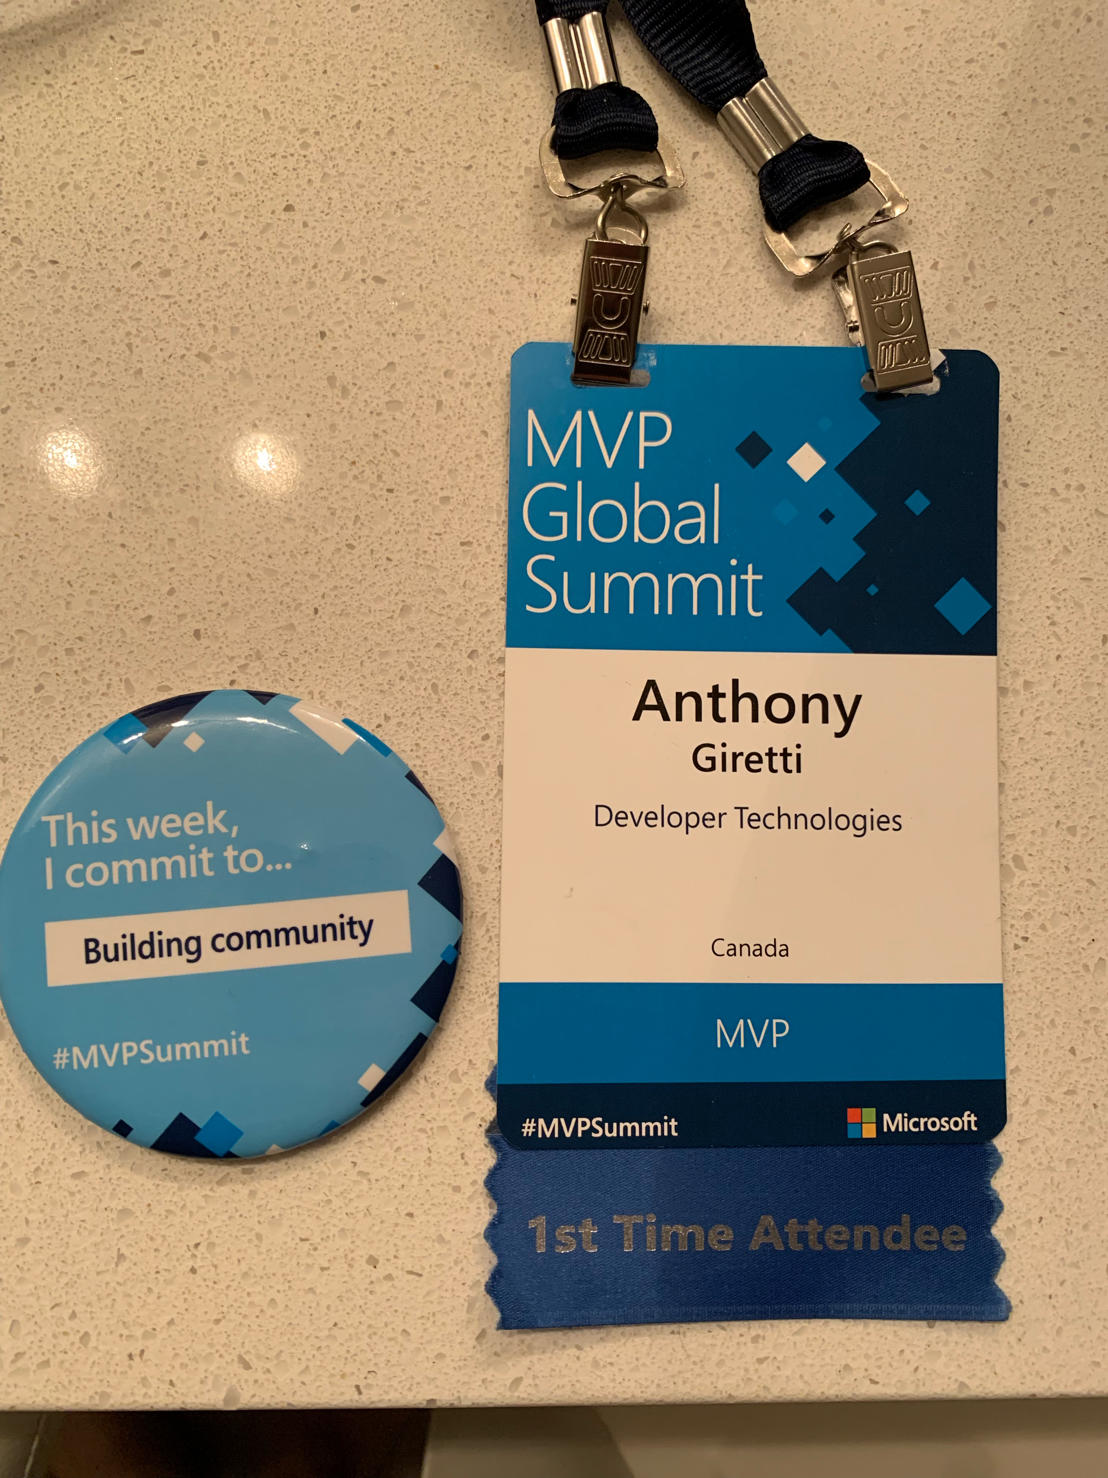 MVP
Global
Summit
Anthony
Giretti
Developer Technologies
Canada
MVP
#MVPSummit
Microsoft
1st Time Attendee
This week,
I commit to...
Building community
#MVPSummit